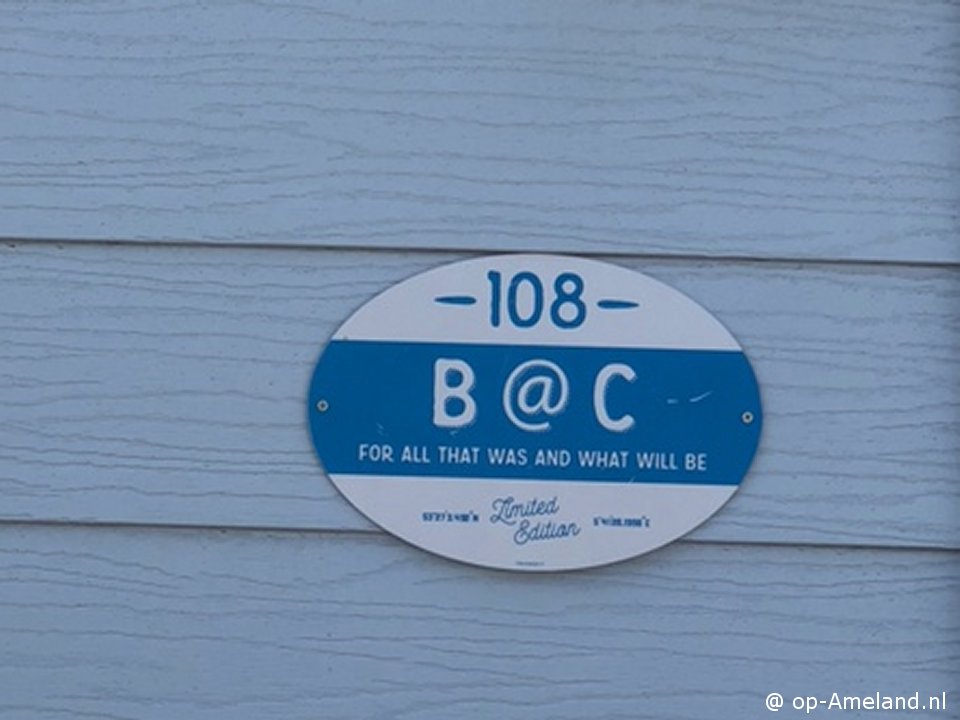 -108-
B@C
FOR ALL THAT WAS AND WHAT WILL BE
Limited
Edition
@ op-Ameland.nl